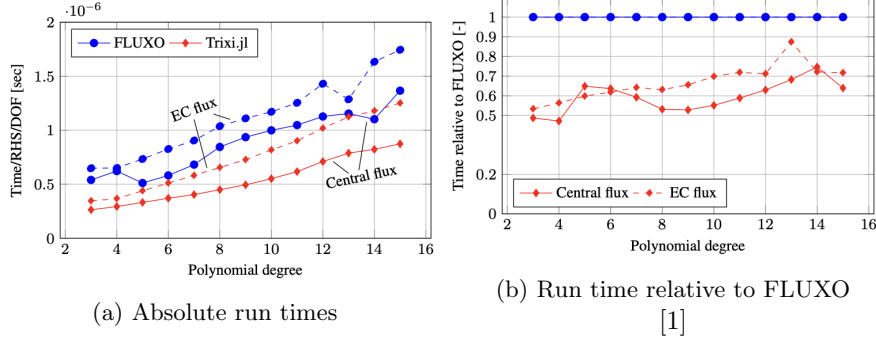 ·10⁻⁶
2
1.5
1
0.5
0
Time/RHS/DOF [sec]
FLUXO
Trixi.jl
EC flux
Central flux
2
4
6
8
10
12
14
16
Polynomial degree
(a) Absolute run times
1
0.9
0.8
0.7
0.6
0.5
0.2
0
Time relative to FLUXO [-]
Central flux
EC flux
2
4
6
8
10
12
14
16
Polynomial degree
(b) Run time relative to FLUXO
[1]